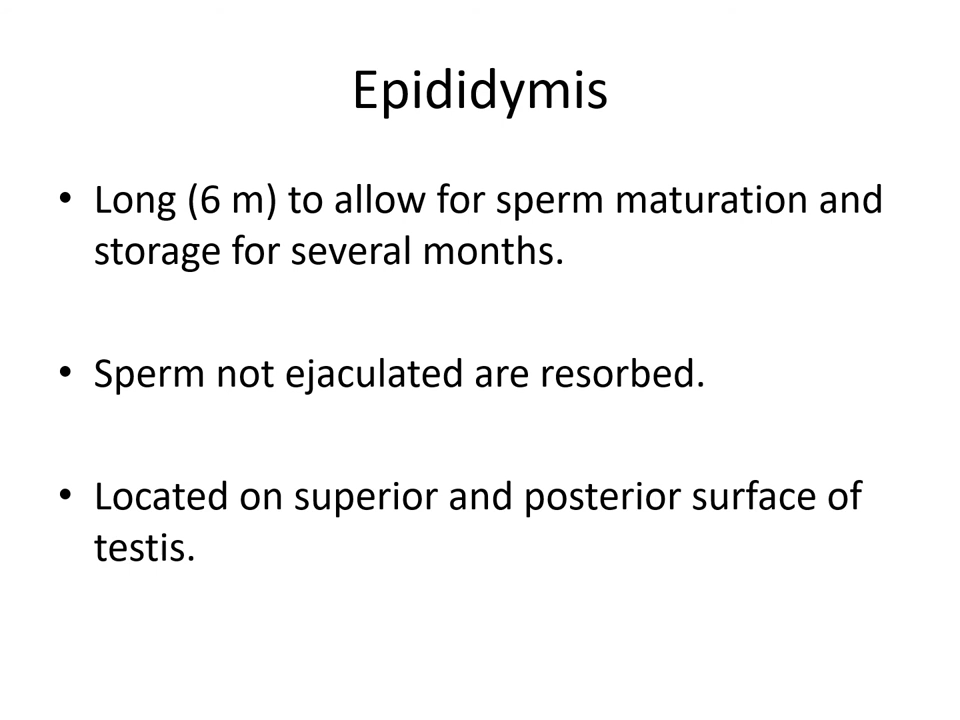 Epididymis
• Long (6 m) to allow for sperm maturation and
storage for several months.
• Sperm not ejaculated are resorbed.
• Located on superior and posterior surface of
testis.